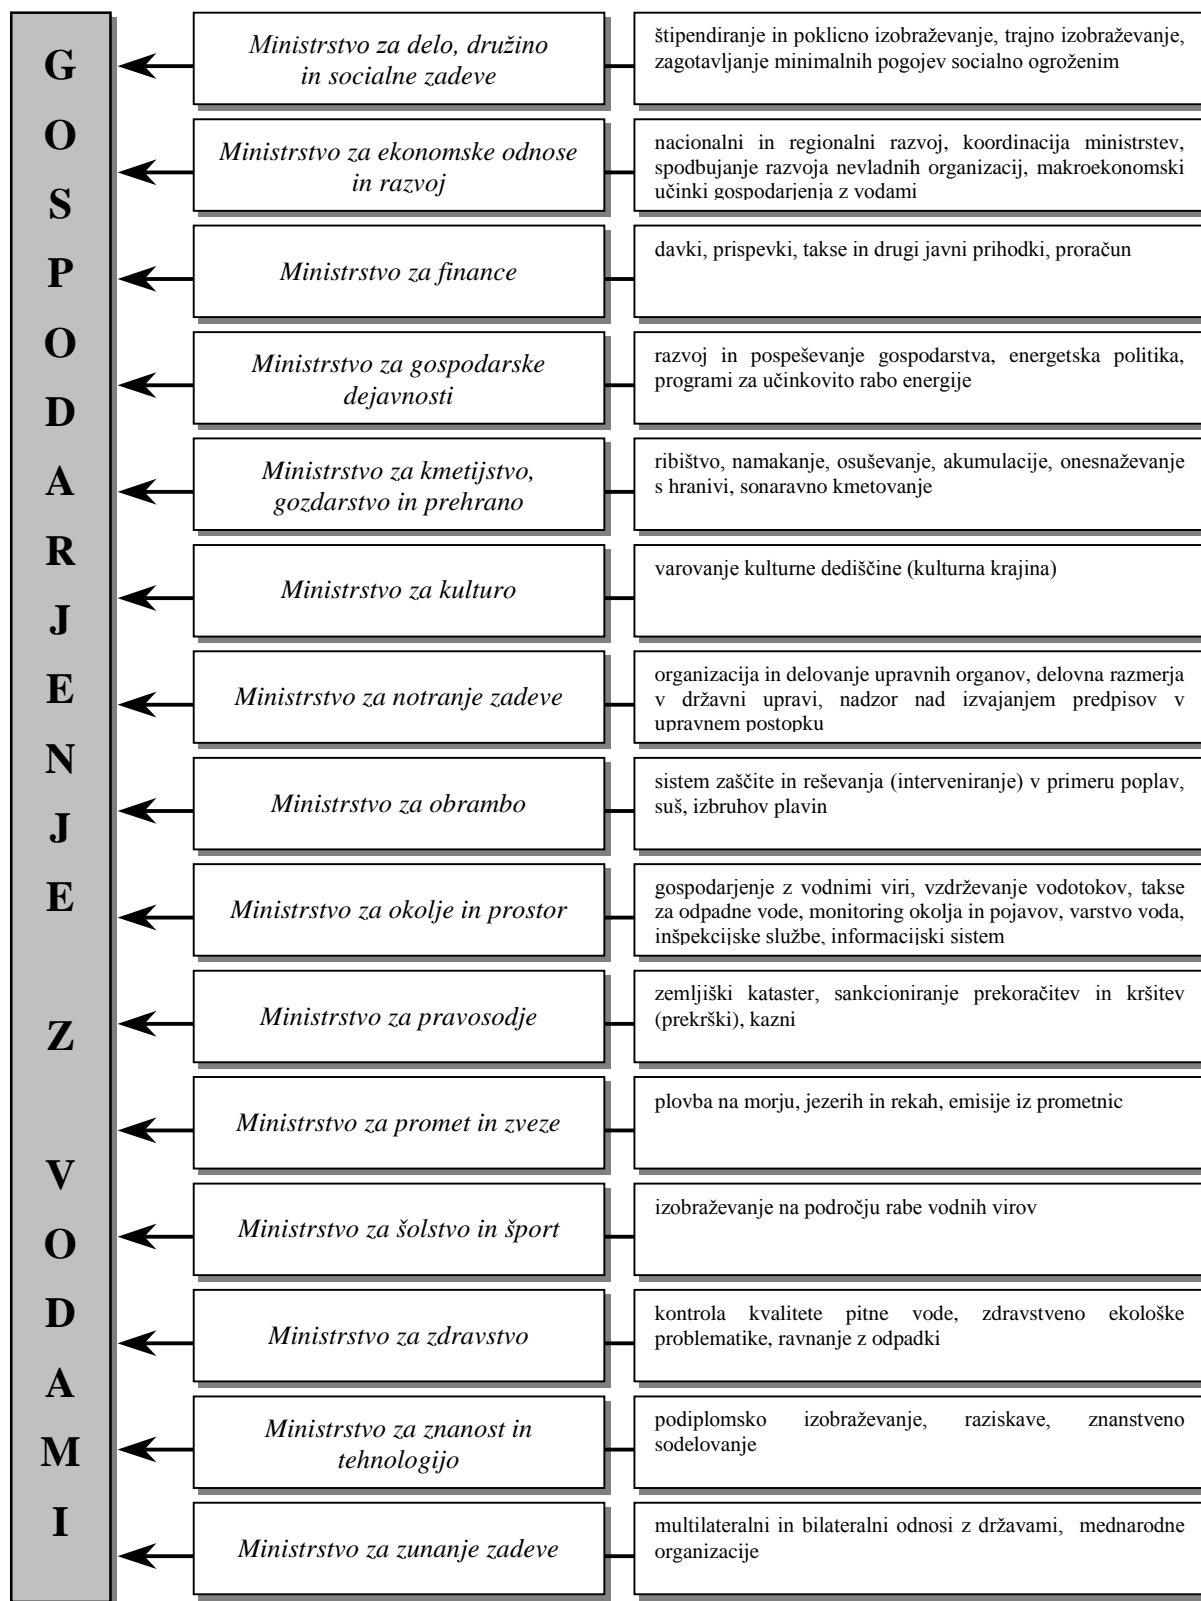 GOSPODARJENJE Z VODAMI
Ministrstvo za delo, družino
in socialne zadeve
štipendiranje in poklicno izobraževanje, trajno izobraževanje,
zagotavljanje minimalnih pogojev socialno ogroženim
Ministrstvo za ekonomske odnose
in razvoj
nacionalni in regionalni razvoj, koordinacija ministrstev,
spodbujanje razvoja nevladnih organizacij, makroekonomski
učinki gospodarjenja z vodami
Ministrstvo za finance
davki, prispevki, takse in drugi javni prihodki, proračun
Ministrstvo za gospodarske
dejavnosti
razvoj in pospeševanje gospodarstva, energetska politika,
programi za učinkovito rabo energije
Ministrstvo za kmetijstvo,
gozdarstvo in prehrano
ribištvo, namakanje, osuševanje, akumulacije, onesnaževanje
s hranivi, sonaravno kmetovanje
Ministrstvo za kulturo
varovanje kulturne dediščine (kulturna krajina)
Ministrstvo za notranje zadeve
organizacija in delovanje upravnih organov, delovna razmerja
v državni upravi, nadzor nad izvajanjem predpisov v
upravnem postopku
Ministrstvo za obrambo
sistem zaščite in reševanja (interveniranje) v primeru poplav,
suš, izbruhov plavin
Ministrstvo za okolje in prostor
gospodarjenje z vodnimi viri, vzdrževanje vodotokov, takse
za odpadne vode, monitoring okolja in pojavov, varstvo voda,
inšpekcijske službe, informacijski sistem
Ministrstvo za pravosodje
zemljiški kataster, sankcioniranje prekoračitev in kršitev
(prekrški), kazni
Ministrstvo za promet in zveze
plovba na morju, jezerih in rekah, emisije iz prometnic
Ministrstvo za šolstvo in šport
izobraževanje na področju rabe vodnih virov
Ministrstvo za zdravstvo
kontrola kvalitete pitne vode, zdravstveno ekološke
problematike, ravnanje z odpadki
Ministrstvo za znanost in
tehnologijo
podiplomsko izobraževanje, raziskave, znanstveno
sodelovanje
Ministrstvo za zunanje zadeve
multilateralni in bilateralni odnosi z državami, mednarodne
organizacije